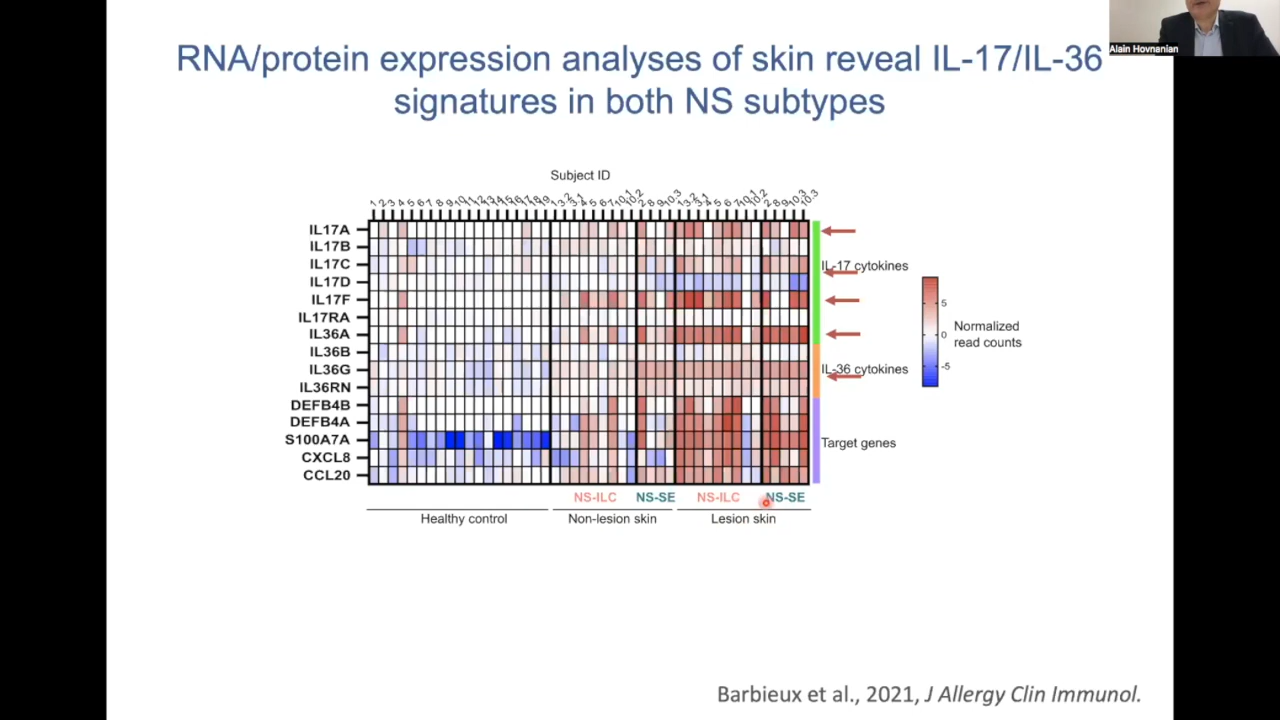 Alain Hovnanian
RNA/protein expression analyses of skin reveal IL-17/IL-36
signatures in both NS subtypes
Subject ID
IL17A
IL17B
IL17C
IL17D
IL17F
IL17RA
IL36A
IL36B
IL36G
IL36RN
DEFB4B
DEFB4A
S100A7A
CXCL8
CCL20
IL-17 cytokines
IL-36 cytokines
Target genes
5
0
-5
Normalized
read counts
NS-ILC NS-SE NS-ILC NS-SE
Healthy control Non-lesion skin Lesion skin
Barbieux et al., 2021, J Allergy Clin Immunol.